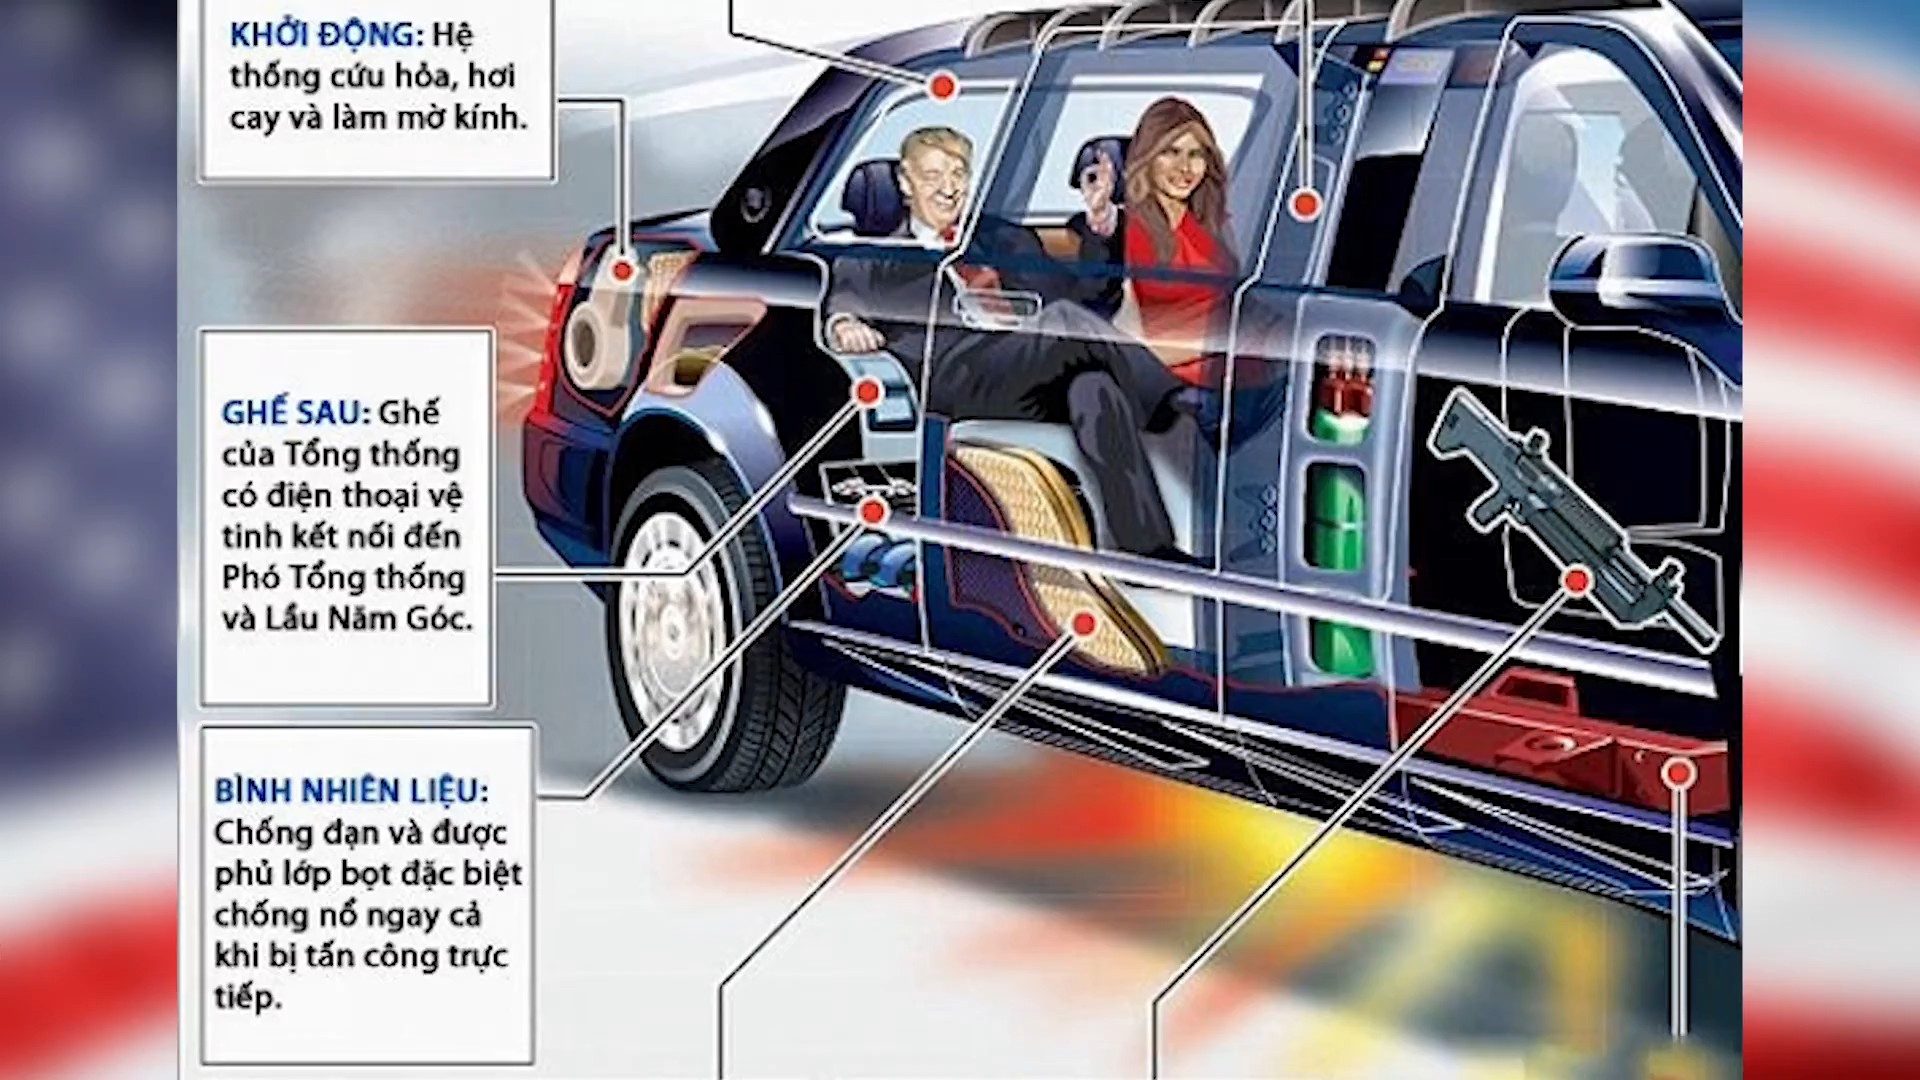 KHỞI ĐỘNG: Hệ
thống cứu hỏa, hơi
cay và làm mờ kính.
GHẾ SAU: Ghế
của Tổng thống
có điện thoại vệ
tinh kết nối đến
Phó Tổng thống
và Lầu Năm Góc.
BÌNH NHIÊN LIỆU:
Chống đạn và được
phủ lớp bọt đặc biệt
chống nổ ngay cả
khi bị tấn công trực
tiếp.